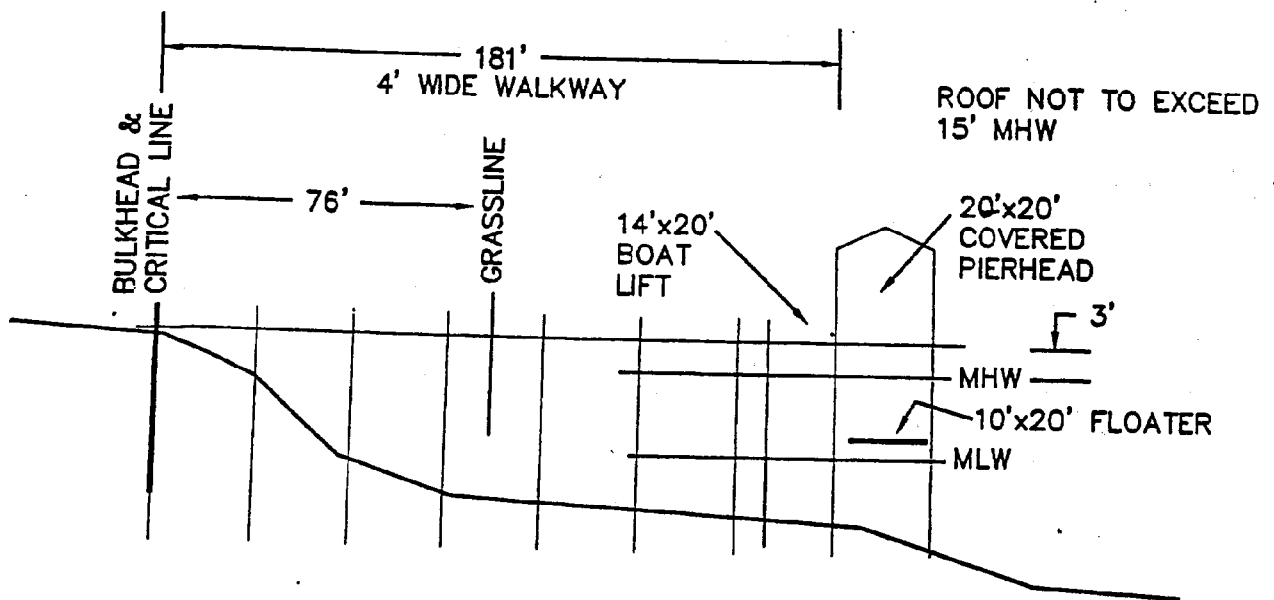 181'
4' WIDE WALKWAY
ROOF NOT TO EXCEED
15' MHW
BULKHEAD &
CRITICAL LINE
76'
GRASSLINE
14'x20'
BOAT
LIFT
20'x20'
COVERED
PIERHEAD
3'
MHW
10'x20' FLOATER
MLW